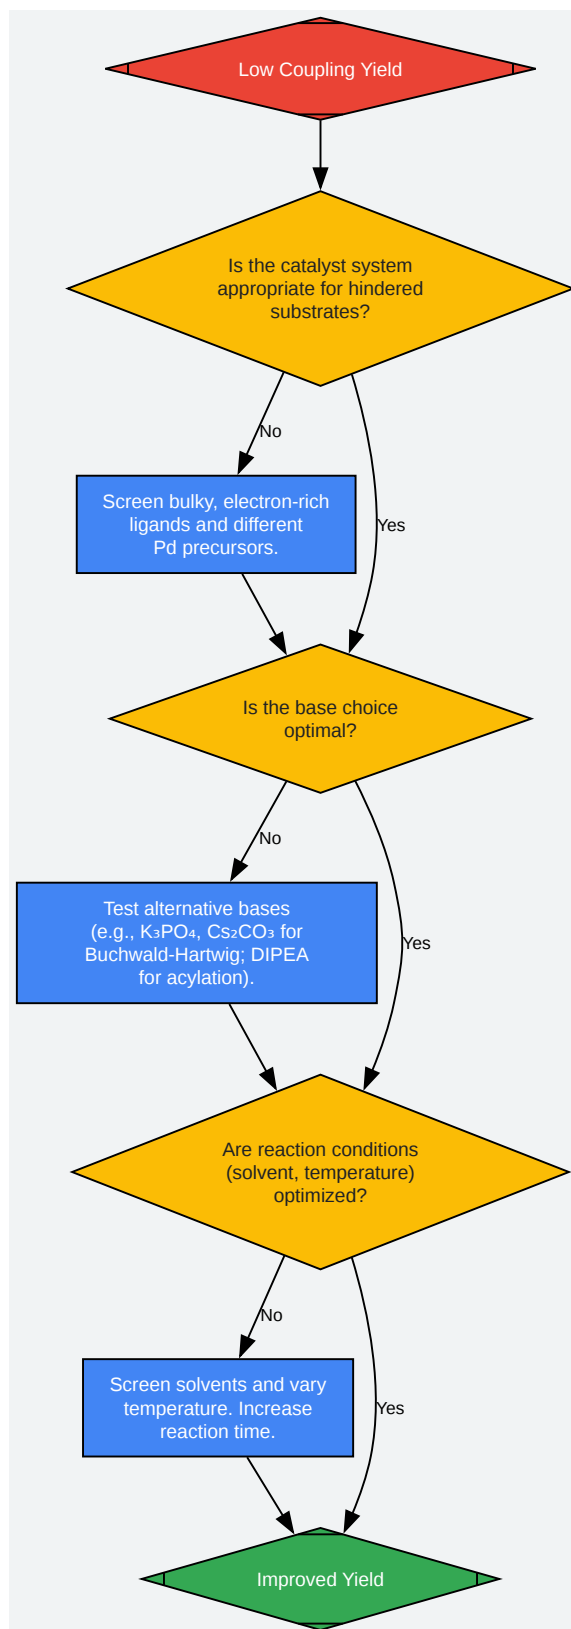 Low Coupling Yield
Is the catalyst system
appropriate for hindered
substrates?
No
Screen bulky, electron-rich
ligands and different
Pd precursors.
Yes
Is the base choice
optimal?
No
Test alternative bases
(e.g., K₃PO₄, Cs₂CO₃ for
Buchwald-Hartwig; DIPEA
for acylation).
Yes
Are reaction conditions
(solvent, temperature)
optimized?
No
Screen solvents and vary
temperature. Increase
reaction time.
Yes
Improved Yield